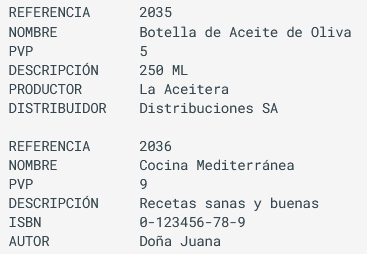 REFERENCIA 2035
NOMBRE Botella de Aceite de Oliva
PVP 5
DESCRIPCIÓN 250 ML
PRODUCTOR La Aceitera
DISTRIBUIDOR Distribuciones SA

REFERENCIA 2036
NOMBRE Cocina Mediterránea
PVP 9
DESCRIPCIÓN Recetas sanas y buenas
ISBN 0-123456-78-9
AUTOR Doña Juana